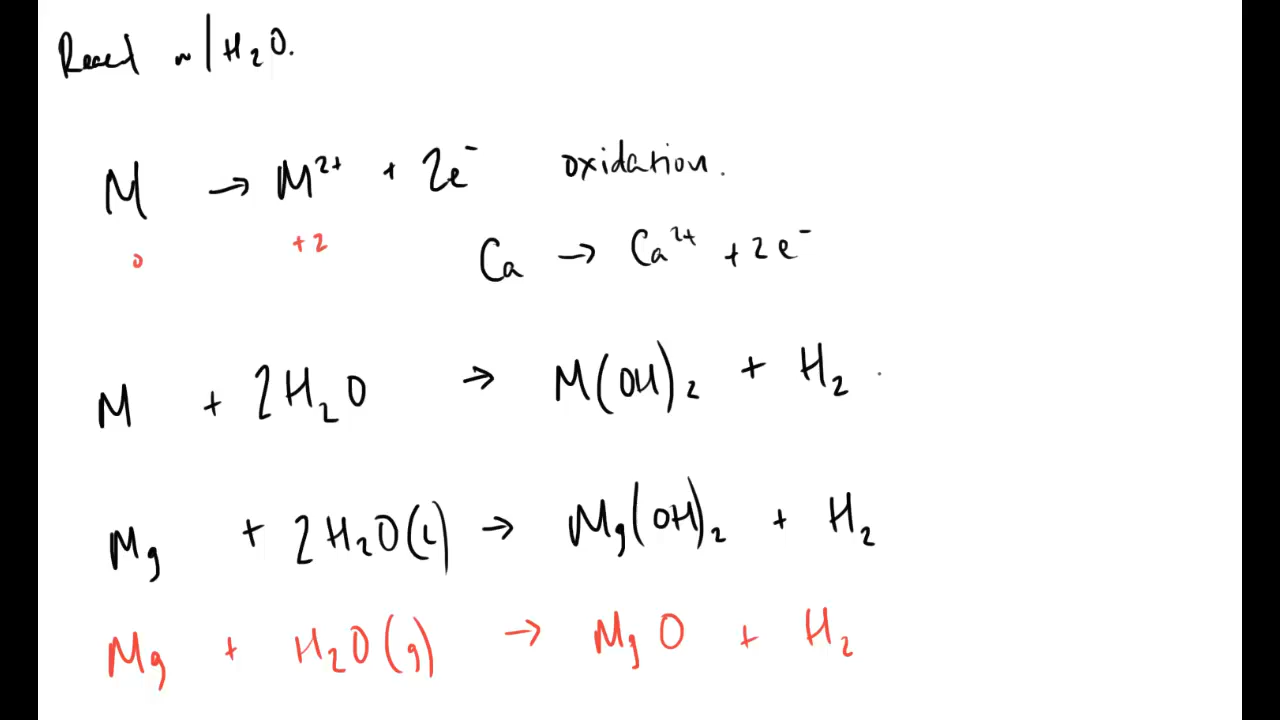 React w/ H₂O.
M → M²⁺ + 2e⁻ oxidation.
0 +2
Ca → Ca²⁺ + 2e⁻
M + 2H₂O → M(OH)₂ + H₂
Mg + 2H₂O(l) → Mg(OH)₂ + H₂
Mg + H₂O(g) → MgO + H₂